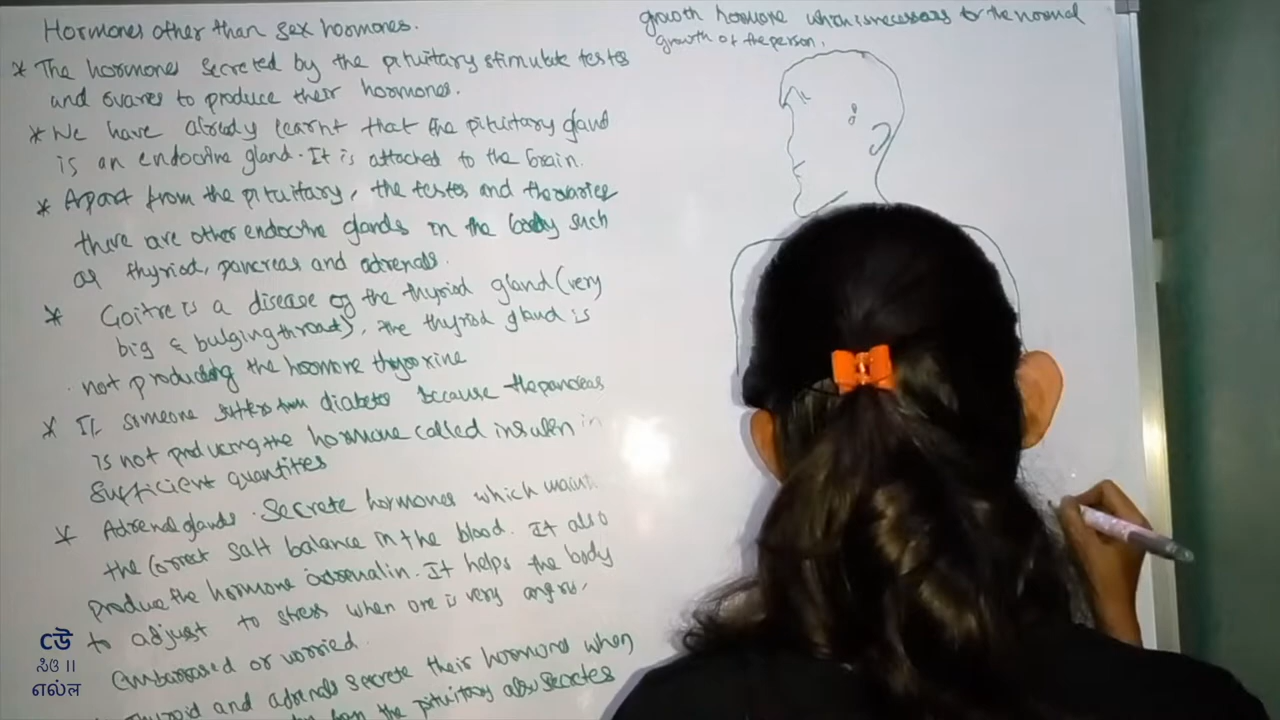 Hormones other than sex hormones.
* The hormones secreted by the pituitary stimulate testes
and ovares to produce their hormones.
* We have already learnt that the pituitary gland
is an endocrine gland. It is attached to the brain.
* Apart from the pituitary, the testes and the ovaries
there are other endocrine glands in the body such
as thyriod, pancreas and adrenals.
* Goitre is a disease of the thyriod gland (very
big & bulging throat), the thyriod gland is
not producing the hormone thyroxine
* If someone suffers from diabetes because the pancreas
is not producing the hormone called insulin in
sufficient quantites
* Adrenal glands. Secrete hormones which
the correct salt balance in the blood. It also
produce the hormone adrenalin. It helps the body
to adjust to stress when one is very angry,
embarrassed or worried.
Thyroid and adrenals secrete their hormones when
the pituitary also secretes
growth hormone which is necessary for the normal
growth of the person.
எல்ல